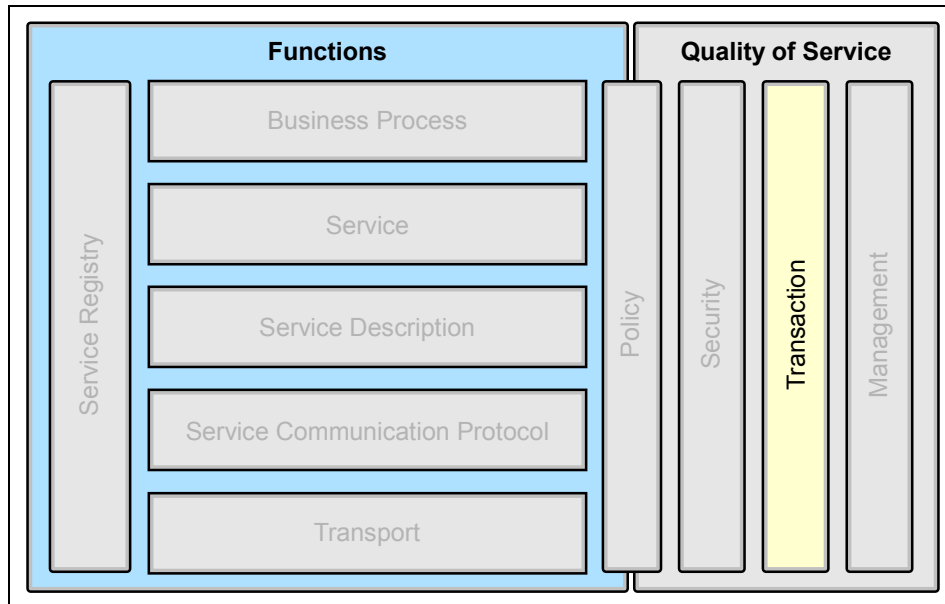 Functions
Quality of Service
Service Registry
Business Process
Service
Service Description
Service Communication Protocol
Transport
Policy
Security
Transaction
Management